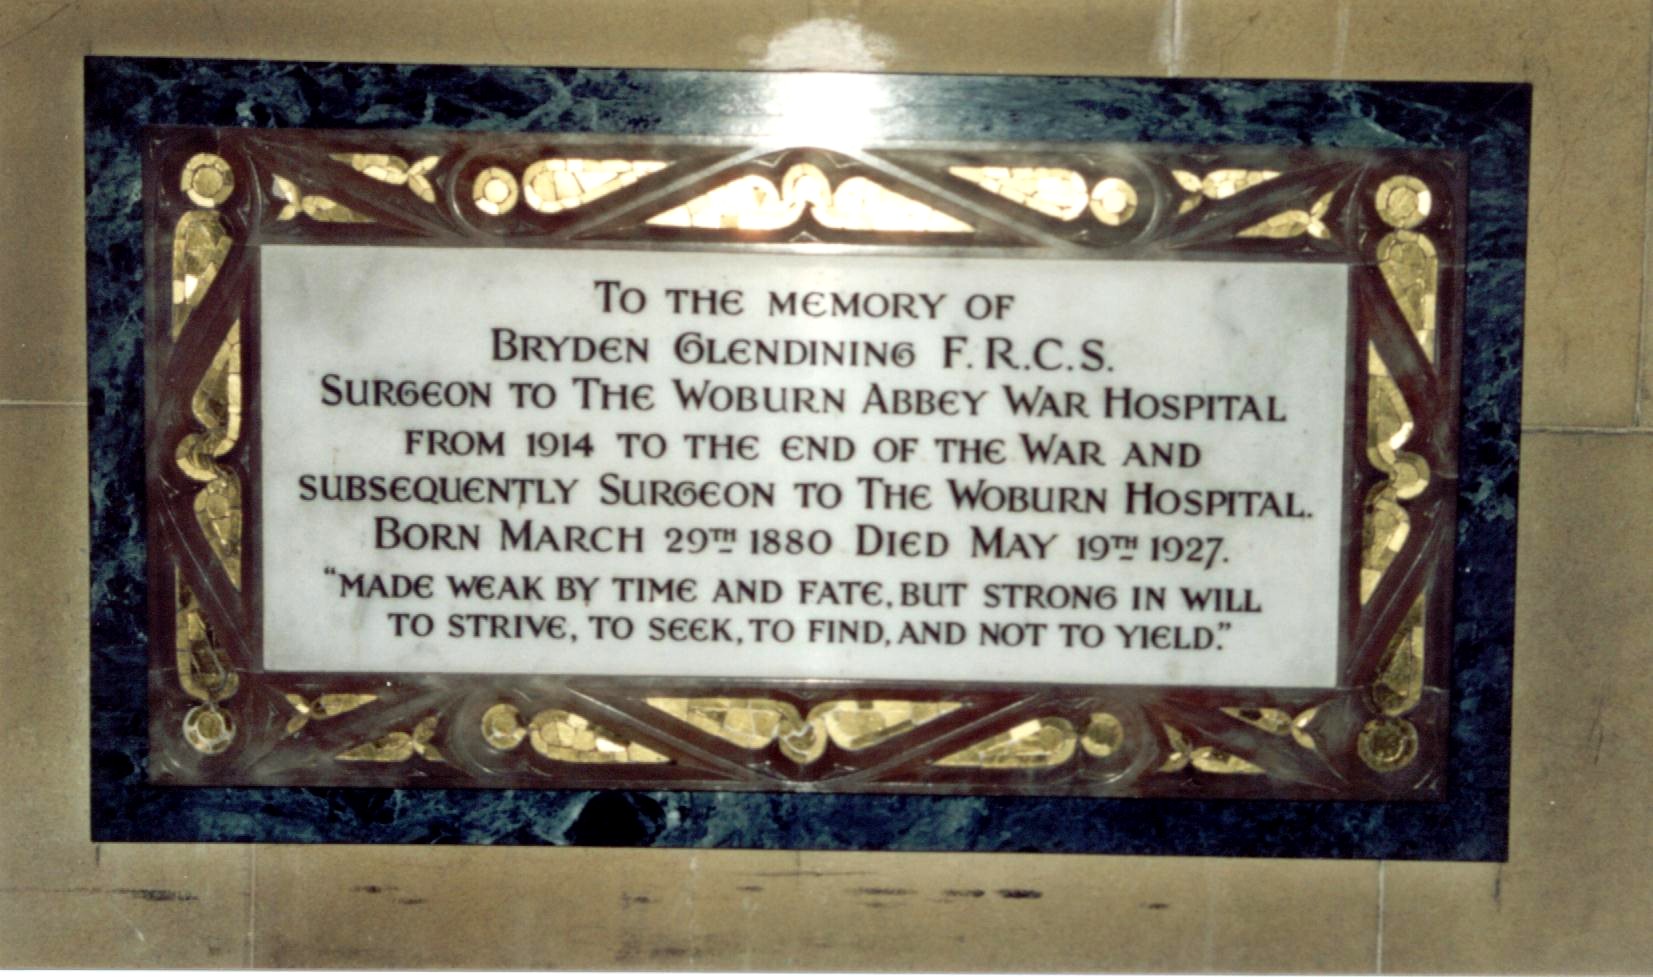 To the memory of
Bryden Glendining F.R.C.S.
Surgeon to The Woburn Abbey War Hospital
from 1914 to the end of the War and
subsequently Surgeon to The Woburn Hospital.
Born March 29TH 1880 Died May 19TH 1927.
“made weak by time and fate, but strong in will
to strive, to seek, to find, and not to yield.”